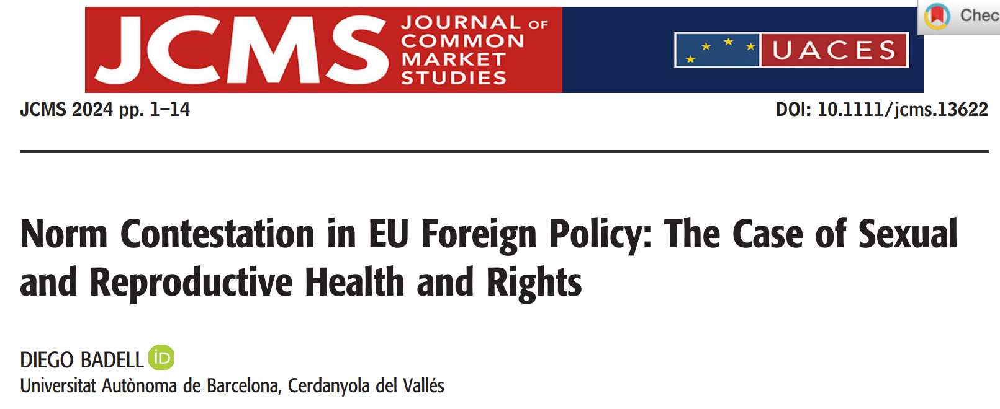 JCMS
JOURNAL OF
COMMON
MARKET
STUDIES
UACES
Chec
JCMS 2024 pp. 1–14
DOI: 10.1111/jcms.13622
Norm Contestation in EU Foreign Policy: The Case of Sexual
and Reproductive Health and Rights
DIEGO BADELL iD
Universitat Autònoma de Barcelona, Cerdanyola del Vallés